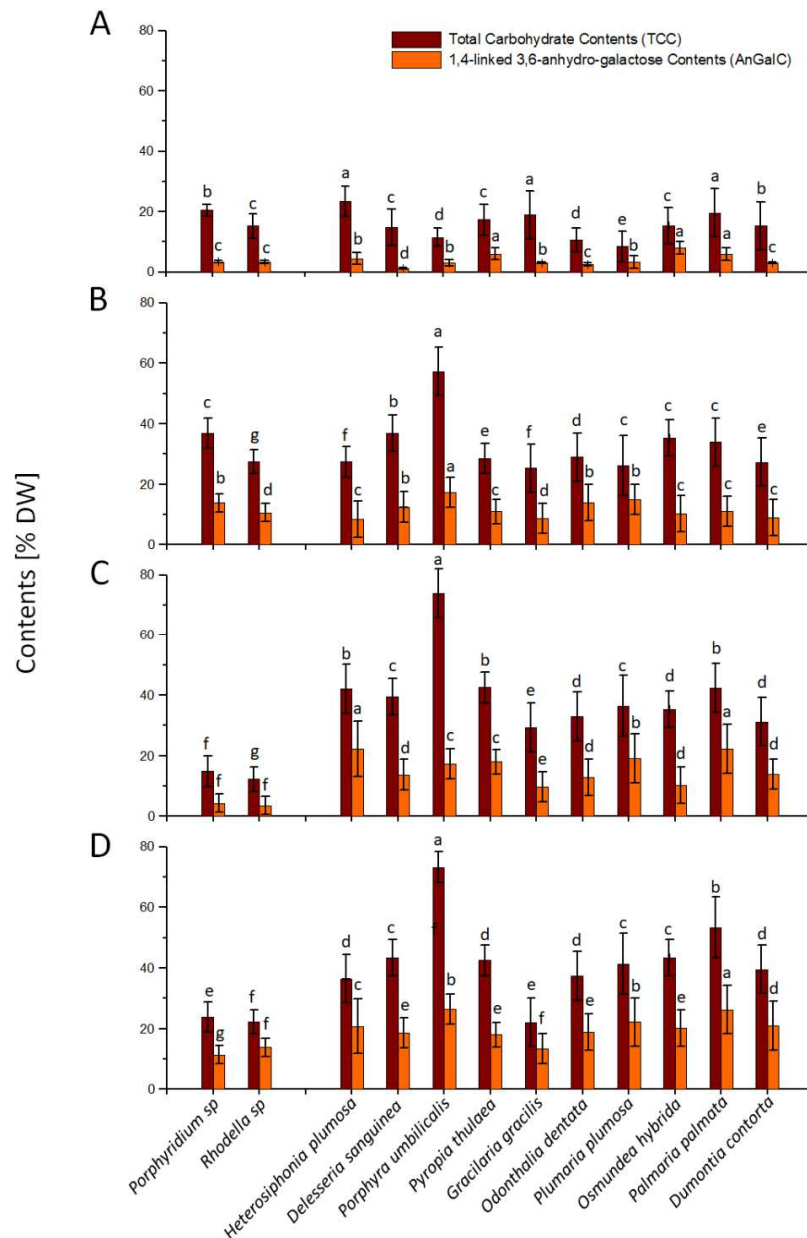 A
80
60
40
20
0
Total Carbohydrate Contents (TCC)
1,4-linked 3,6-anhydro-galactose Contents (AnGalC)
b c c c a b c d d b c a a b d c e b c a a a b c
B
80
60
40
20
0
c b g d f c b c a a e c f d d b c b c c c c e c
C
80
60
40
20
0
f f g f b a c d a c b c e e d d c b d d b a d d
D
80
60
40
20
0
e g f f d c c e a f b d e e f d e c b c e b a d d
Contents [% DW]
Porphyridium sp
Rhodella sp
Heterosiphonia plumosa
Delesseria sanguinea
Porphyra umbilicalis
Pyropia thulaea
Gracilaria gracilis
Odonthalia dentata
Plumaria plumosa
Osmundea hybrida
Palmaria palmata
Dumontia contorta